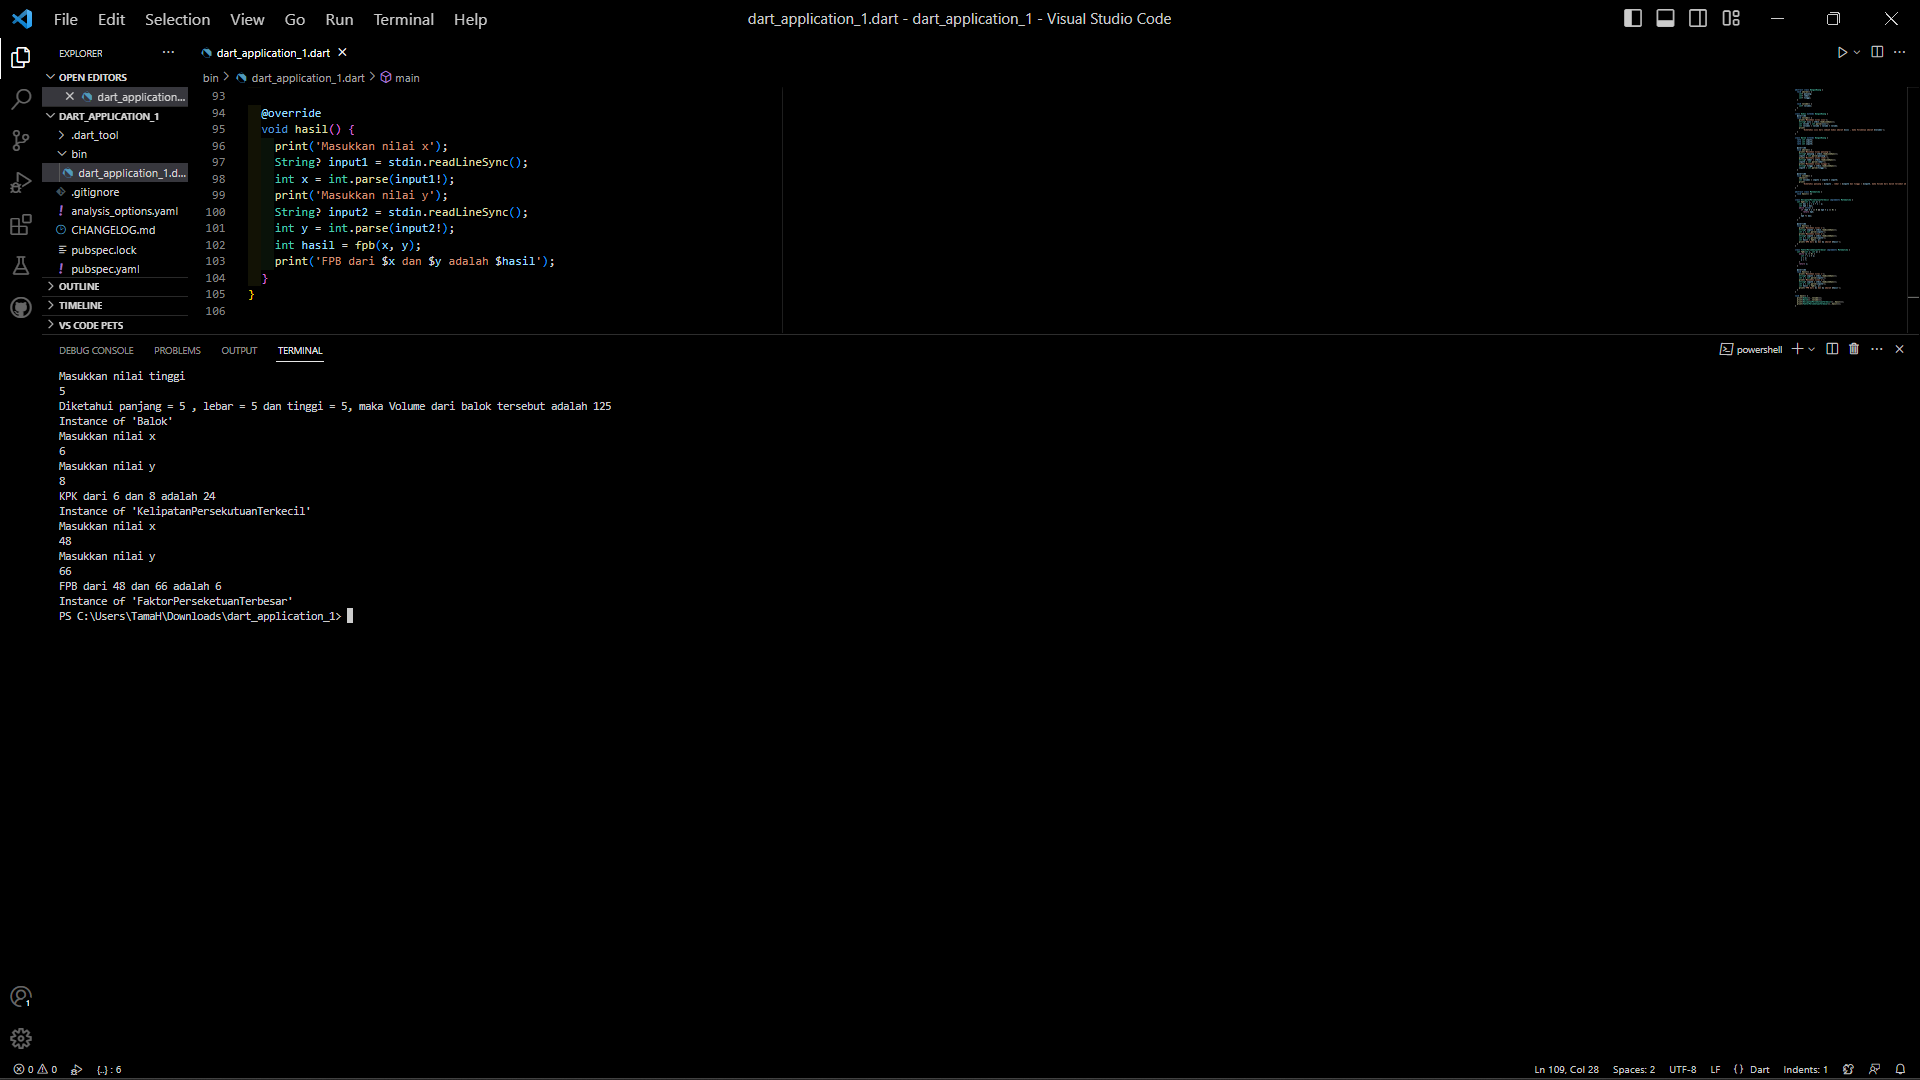 File Edit Selection View Go Run Terminal Help
dart_application_1.dart - dart_application_1 - Visual Studio Code
EXPLORER
OPEN EDITORS
dart_application...
DART_APPLICATION_1
.dart_tool
bin
dart_application_1.d...
.gitignore
! analysis_options.yaml
CHANGELOG.md
pubspec.lock
! pubspec.yaml
OUTLINE
TIMELINE
VS CODE PETS
dart_application_1.dart
bin > dart_application_1.dart > main
93
94 @override
95 void hasil() {
96 print('Masukkan nilai x');
97 String? input1 = stdin.readLineSync();
98 int x = int.parse(input1!);
99 print('Masukkan nilai y');
100 String? input2 = stdin.readLineSync();
101 int y = int.parse(input2!);
102 int hasil = fpb(x, y);
103 print('FPB dari $x dan $y adalah $hasil');
104 }
105 }
106
DEBUG CONSOLE PROBLEMS OUTPUT TERMINAL
powershell
Masukkan nilai tinggi
5
Diketahui panjang = 5 , lebar = 5 dan tinggi = 5, maka Volume dari balok tersebut adalah 125
Instance of 'Balok'
Masukkan nilai x
6
Masukkan nilai y
8
KPK dari 6 dan 8 adalah 24
Instance of 'KelipatanPersekutuanTerkecil'
Masukkan nilai x
48
Masukkan nilai y
66
FPB dari 48 dan 66 adalah 6
Instance of 'FaktorPerseketuanTerbesar'
PS C:\Users\TamaH\Downloads\dart_application_1>
1
0 0 {..} : 6
Ln 109, Col 28 Spaces: 2 UTF-8 LF { } Dart Indents: 1